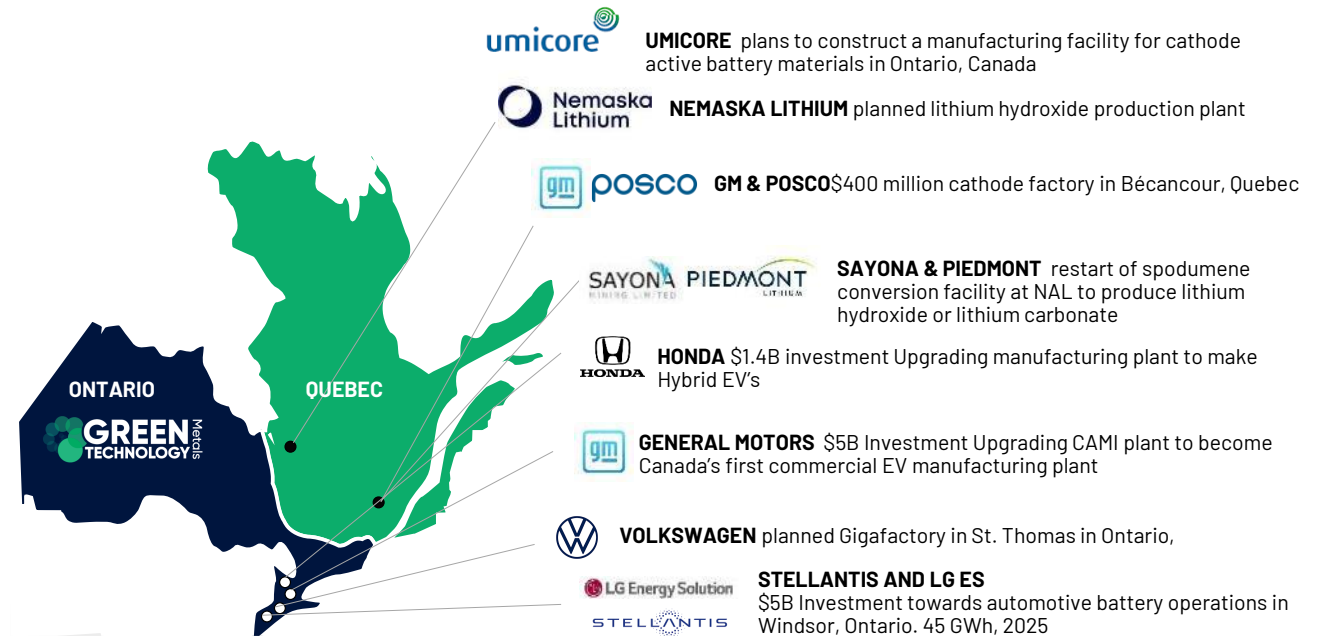 umicore
UMICORE plans to construct a manufacturing facility for cathode
active battery materials in Ontario, Canada
Nemaska
Lithium
NEMASKA LITHIUM planned lithium hydroxide production plant
gm posco
GM & POSCO$400 million cathode factory in Bécancour, Quebec
SAYONA
MINING LIMITED
PIEDMONT
LITHIUM
SAYONA & PIEDMONT restart of spodumene
conversion facility at NAL to produce lithium
hydroxide or lithium carbonate
HONDA
HONDA $1.4B investment Upgrading manufacturing plant to make
Hybrid EV's
ONTARIO
QUEBEC
GREEN
TECHNOLOGY
Metals
gm
GENERAL MOTORS $5B Investment Upgrading CAMI plant to become
Canada's first commercial EV manufacturing plant
VOLKSWAGEN planned Gigafactory in St. Thomas in Ontario,
LG Energy Solution
STELLANTIS
STELLANTIS AND LG ES
$5B Investment towards automotive battery operations in
Windsor, Ontario. 45 GWh, 2025